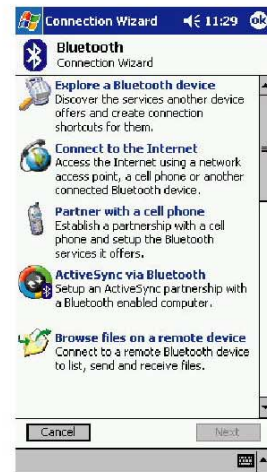 Connection Wizard 11:29 ok
Bluetooth
Connection Wizard
Explore a Bluetooth device
Discover the services another device
offers and create connection
shortcuts for them.
Connect to the Internet
Access the Internet using a network
access point, a cell phone or another
connected Bluetooth device.
Partner with a cell phone
Establish a partnership with a cell
phone and setup the Bluetooth
services it offers.
ActiveSync via Bluetooth
Setup an ActiveSync partnership with
a Bluetooth enabled computer.
Browse files on a remote device
Connect to a remote Bluetooth device
to list, send and receive files.
Cancel Next